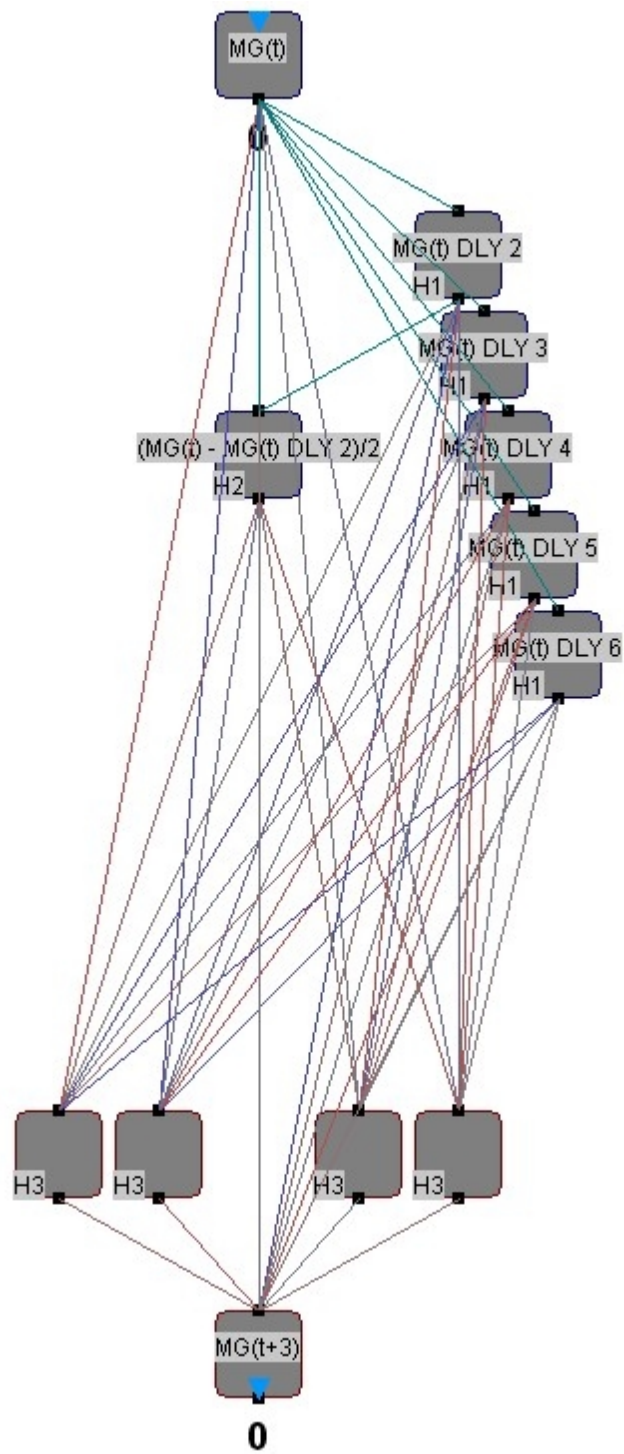 MG(t)
0
MG(t) DLY 2
H1
MG(t) DLY 3
H1
(MG(t) - MG(t) DLY 2)/2
H2
MG(t) DLY 4
H1
MG(t) DLY 5
H1
MG(t) DLY 6
H1
H3
H3
H3
H3
MG(t+3)
0